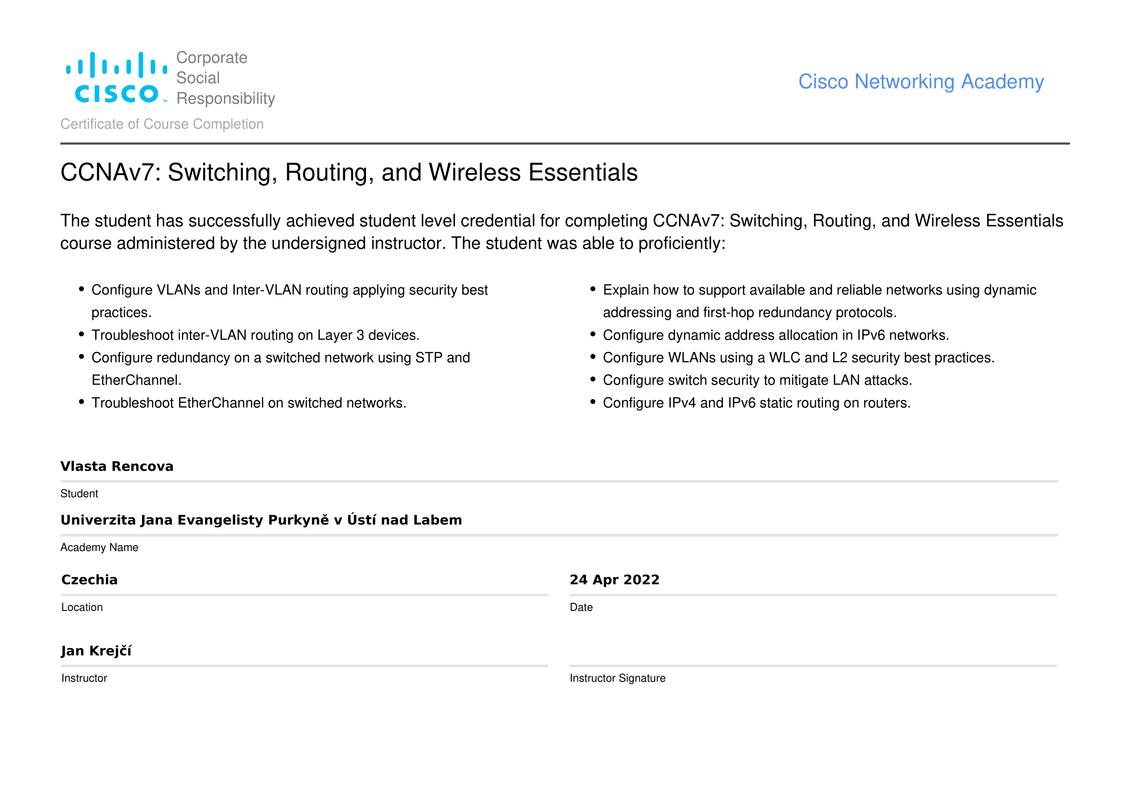 Corporate
Social
Responsibility
CISCO™
Cisco Networking Academy
Certificate of Course Completion
CCNAv7: Switching, Routing, and Wireless Essentials
The student has successfully achieved student level credential for completing CCNAv7: Switching, Routing, and Wireless Essentials
course administered by the undersigned instructor. The student was able to proficiently:
• Configure VLANs and Inter-VLAN routing applying security best
practices.
• Troubleshoot inter-VLAN routing on Layer 3 devices.
• Configure redundancy on a switched network using STP and
EtherChannel.
• Troubleshoot EtherChannel on switched networks.
• Explain how to support available and reliable networks using dynamic
addressing and first-hop redundancy protocols.
• Configure dynamic address allocation in IPv6 networks.
• Configure WLANs using a WLC and L2 security best practices.
• Configure switch security to mitigate LAN attacks.
• Configure IPv4 and IPv6 static routing on routers.
Vlasta Rencova
Student
Univerzita Jana Evangelisty Purkyně v Ústí nad Labem
Academy Name
Czechia
Location
24 Apr 2022
Date
Jan Krejčí
Instructor
Instructor Signature